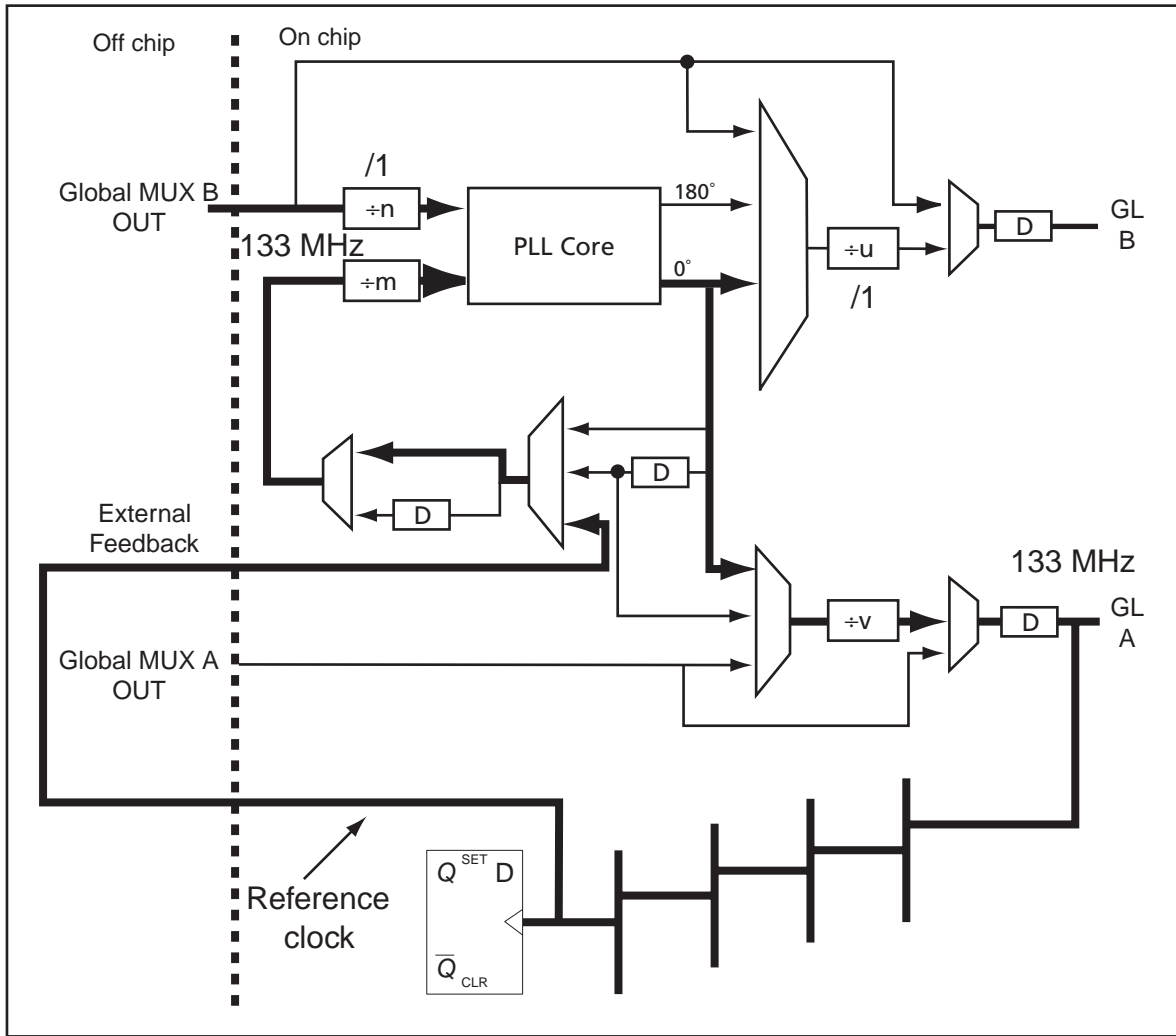 Off chip
On chip
/1
Global MUX B
OUT
÷n
180°
GL
B
D
PLL Core
133 MHz
÷m
0°
÷u
/1
D
D
External
Feedback
133 MHz
÷v
D
GL
A
Global MUX A
OUT
Reference
clock
Q SET D
Q̅ CLR